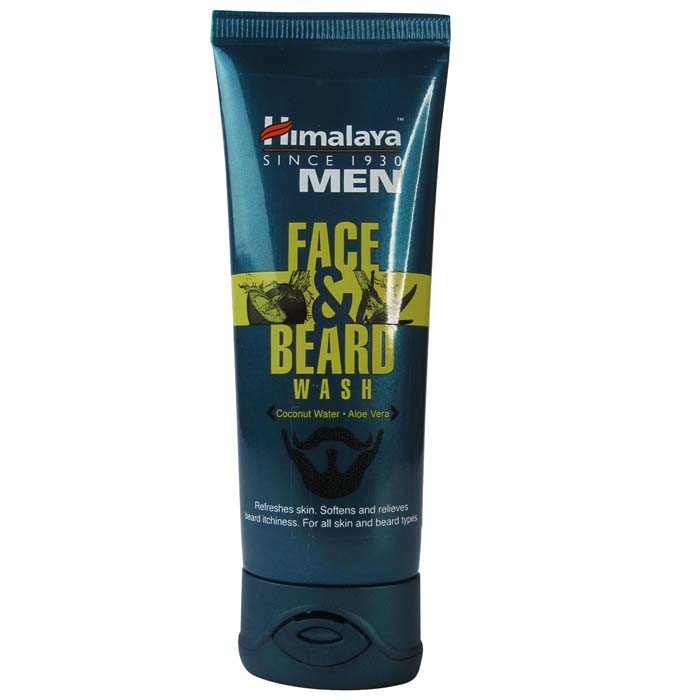 Himalaya™
SINCE 1930
MEN
FACE
&
BEARD
WASH
Coconut Water • Aloe Vera
Refreshes skin. Softens and relieves
beard itchiness. For all skin and beard types